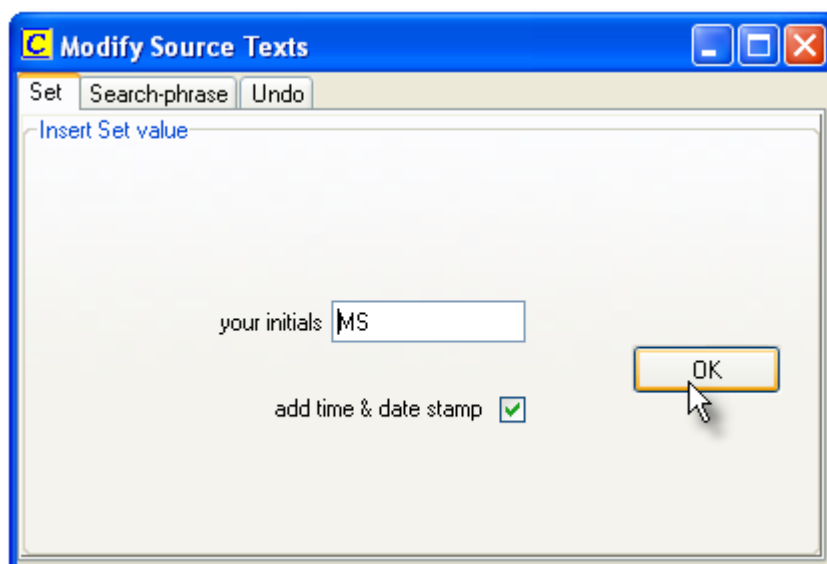 C Modify Source Texts
Set Search-phrase Undo
Insert Set value
your initials MS
OK
add time & date stamp